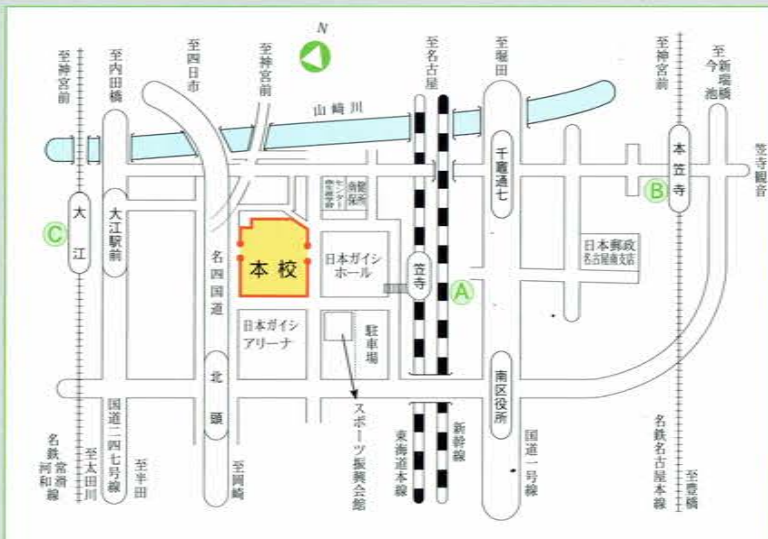 N
至神宮前
至内田橋
至四日市
至神宮前
至名古屋
至堀田
至神宮前
至新瑞橋
今池
山崎川
笠寺観音
千竈通七
本笠寺
B
大江
C
大江駅前
名四国道
本校
南保健所
日本ガイシ
ホール
笠寺
A
日本郵政
名古屋南支店
日本ガイシ
アリーナ
駐車場
北頭
南区役所
スポーツ振興会館
名鉄
常滑
河和線
至太田川
国道二四七号線
至半田
至岡崎
東海道本線
新幹線
国道一号線
名鉄名古屋本線
至豊橋